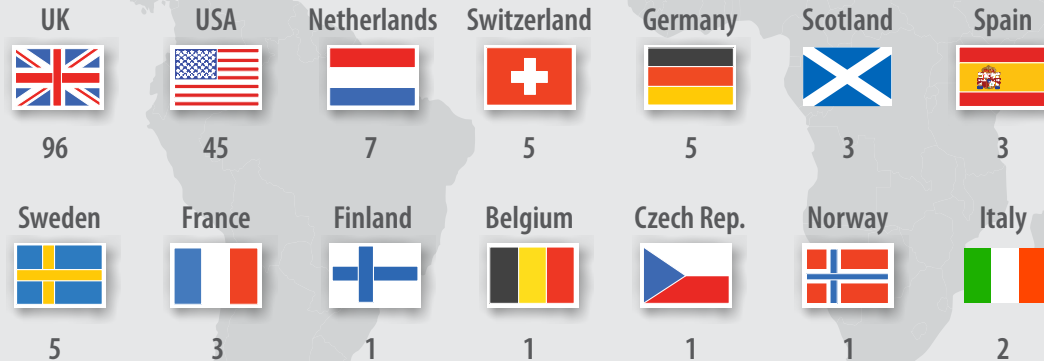 UK USA Netherlands Switzerland Germany Scotland Spain
96 45 7 5 5 3 3
Sweden France Finland Belgium Czech Rep. Norway Italy
5 3 1 1 1 1 2